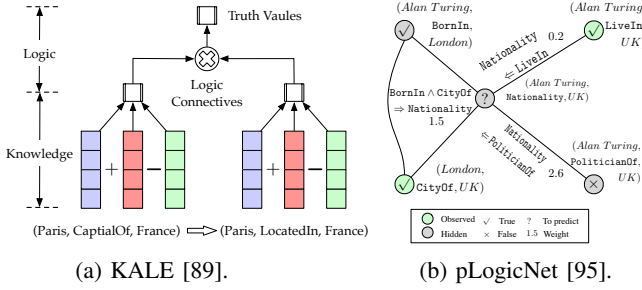 Truth Vaules
Logic
Logic
Connectives
Knowledge
+
−
+
−
(Paris, CaptialOf, France)
(Paris, LocatedIn, France)
(a) KALE [89].
(Alan Turing,
BornIn,
London)
(Alan Turing,
LiveIn
UK)
Nationality 0.2
⇐ LiveIn
BornIn ∧ CityOf
⇒ Nationality
1.5
?
(Alan Turing,
Nationality, UK)
Nationality
⇐ PoliticianOf
2.6
(London,
CityOf, UK)
(Alan Turing,
PoliticianOf,
UK)
Observed ✓ True ? To predict
Hidden × False 1.5 Weight
(b) pLogicNet [95].